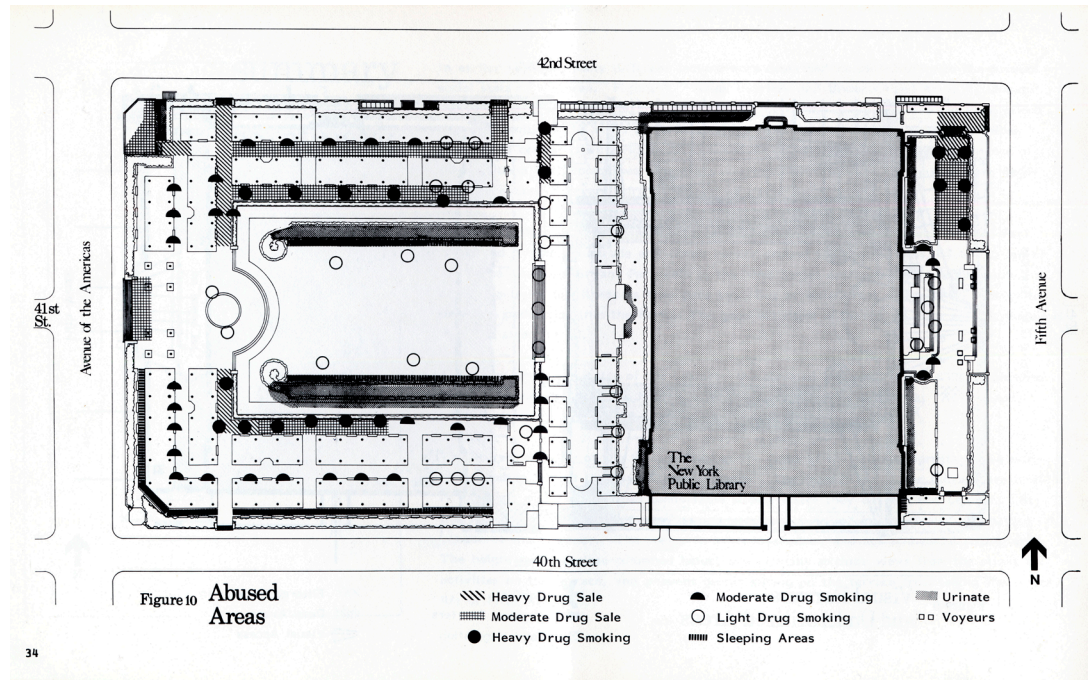 42nd Street
Avenue of the Americas
41st
St.
Fifth Avenue
The
New York
Public Library
40th Street
N
Figure 10 Abused
Areas
Heavy Drug Sale
Moderate Drug Sale
Heavy Drug Smoking
Moderate Drug Smoking
Light Drug Smoking
Sleeping Areas
Urinate
Voyeurs
34